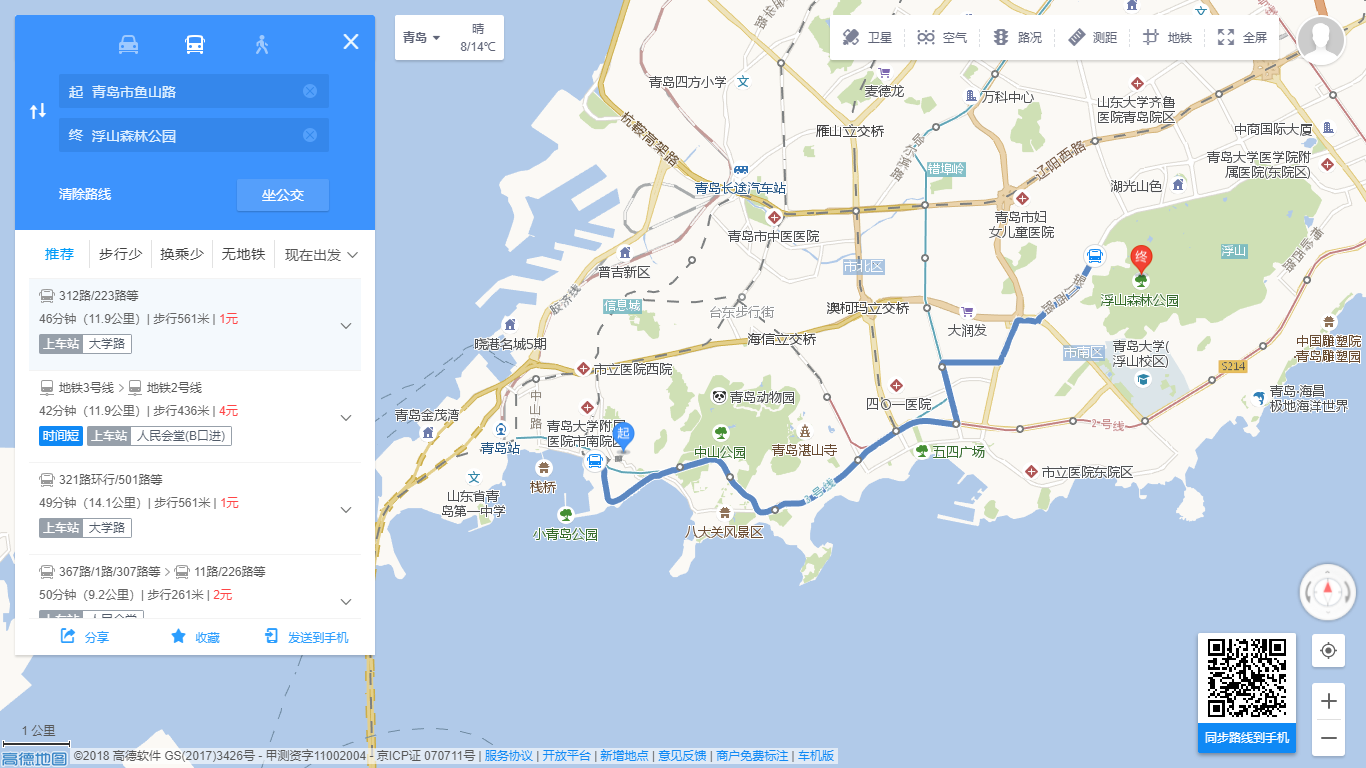 起 青岛市鱼山路
终 浮山森林公园
清除路线
坐公交
推荐
步行少
换乘少
无地铁
现在出发
312路/223路等
46分钟（11.9公里）| 步行561米 | 1元
上车站 大学路
地铁3号线 > 地铁2号线
42分钟（11.9公里）| 步行436米 | 4元
时间短 上车站 人民会堂(B口进)
321路环行/501路等
49分钟（14.1公里）| 步行561米 | 1元
上车站 大学路
367路/1路/307路等 > 11路/226路等
50分钟（9.2公里）| 步行261米 | 2元
分享
收藏
发送到手机
青岛
晴
8/14℃
卫星
空气
路况
测距
地铁
全屏
青岛四方小学
麦德龙
万科中心
山东大学齐鲁
医院青岛院区
中商国际大厦
杭鞍高架路
雁山立交桥
哈尔滨路
辽阳西路
错埠岭
青岛大学医学院附
属医院(东院区)
青岛长途汽车站
湖光山色
青岛市妇
女儿童医院
青岛市中医医院
梅岭西路
浮山
普吉新区
市北区
终
胶济线
信息城
台东步行街
澳柯玛立交桥
浮山森林公园
大润发
海信立交桥
晓港名城5期
市南区
青岛大学(
浮山校区)
中国雕塑院
青岛雕塑园
S214
市立医院西院
中山路
青岛动物园
四〇一医院
青岛·海昌
极地海洋世界
青岛金茂湾
青岛大学附属
医院市南院区
起
2号线
青岛站
中山公园
青岛湛山寺
五四广场
市立医院东院区
栈桥
3号线
山东省青
岛第一中学
小青岛公园
八大关风景区
同步路线到手机
1 公里
高德地图
©2018 高德软件 GS(2017)3426号 - 甲测资字11002004 - 京ICP证 070711号 | 服务协议 | 开放平台 | 新增地点 | 意见反馈 | 商户免费标注 | 车机版